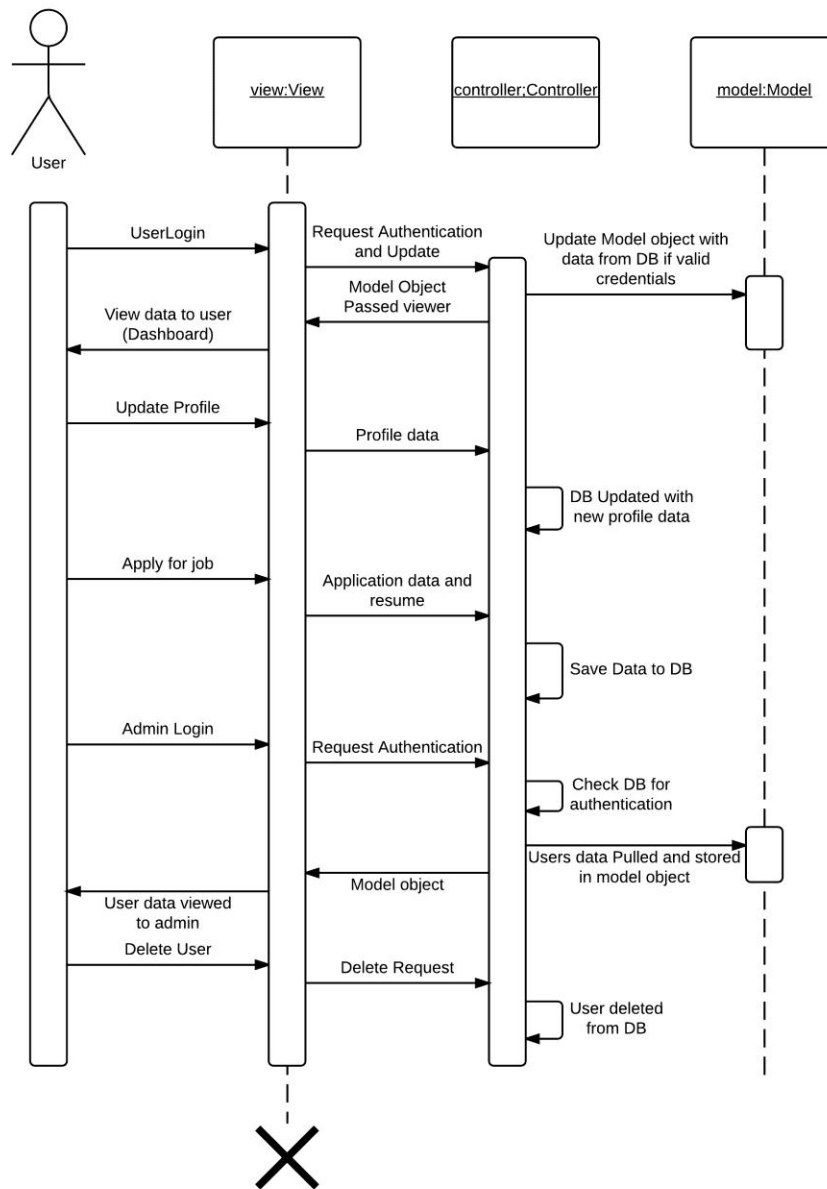 User
view:View
controller;Controller
model:Model
UserLogin
Request Authentication
and Update
Update Model object with
data from DB if valid
credentials
Model Object
Passed viewer
View data to user
(Dashboard)
Update Profile
Profile data
DB Updated with
new profile data
Apply for job
Application data and
resume
Save Data to DB
Admin Login
Request Authentication
Check DB for
authentication
Users data Pulled and stored
in model object
Model object
User data viewed
to admin
Delete User
Delete Request
User deleted
from DB